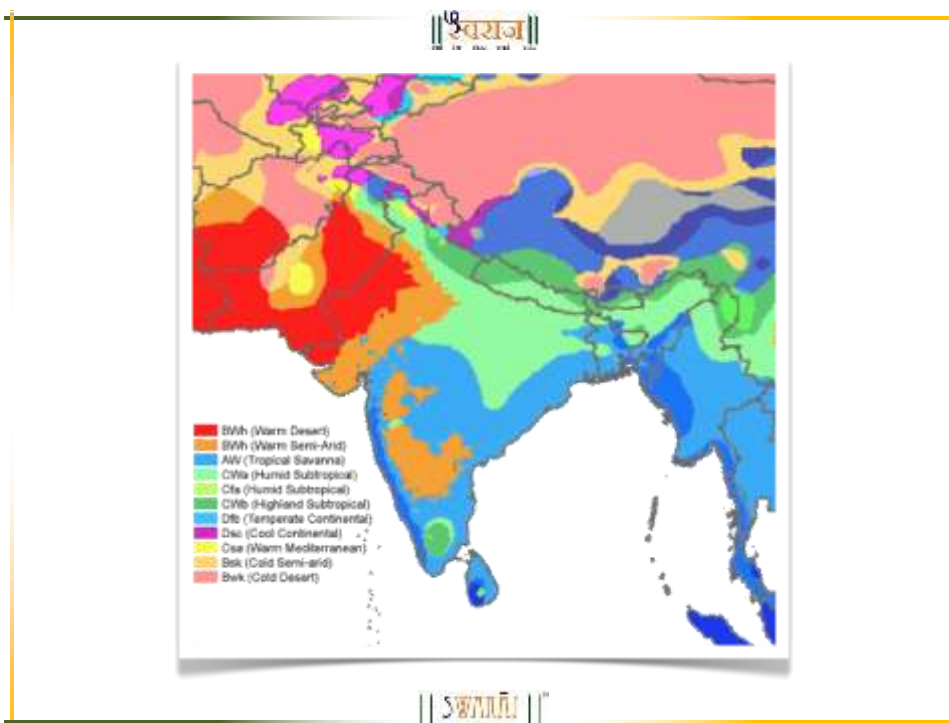 ||स्वराज||
BWh (Warm Desert)
BWh (Warm Semi-Arid)
AW (Tropical Savanna)
CWa (Humid Subtropical)
Cfa (Humid Subtropical)
CWb (Highland Subtropical)
Dfb (Temperate Continental)
Dsc (Cool Continental)
Csa (Warm Mediterranean)
Bsk (Cold Semi-arid)
Bwk (Cold Desert)